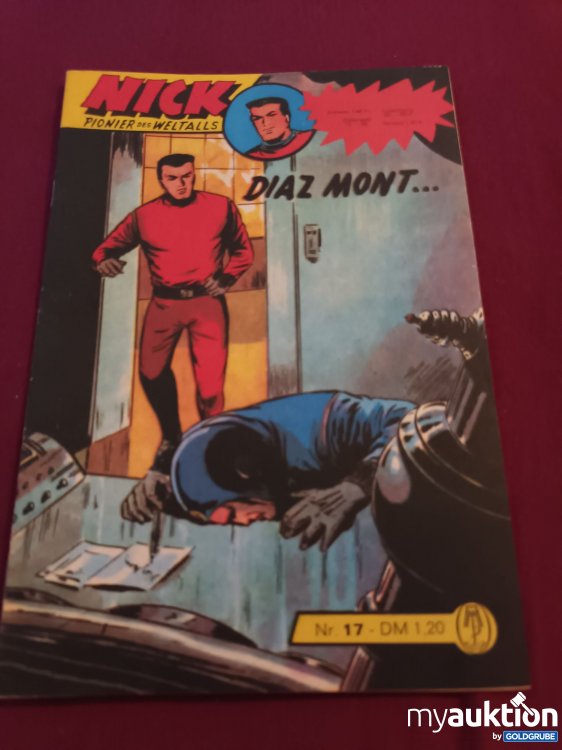 NICK
PIONIER DES WELTALLS
DIAZ MONT...
Nr. 17 - DM 1,20
myauktion
by GOLDGRUBE